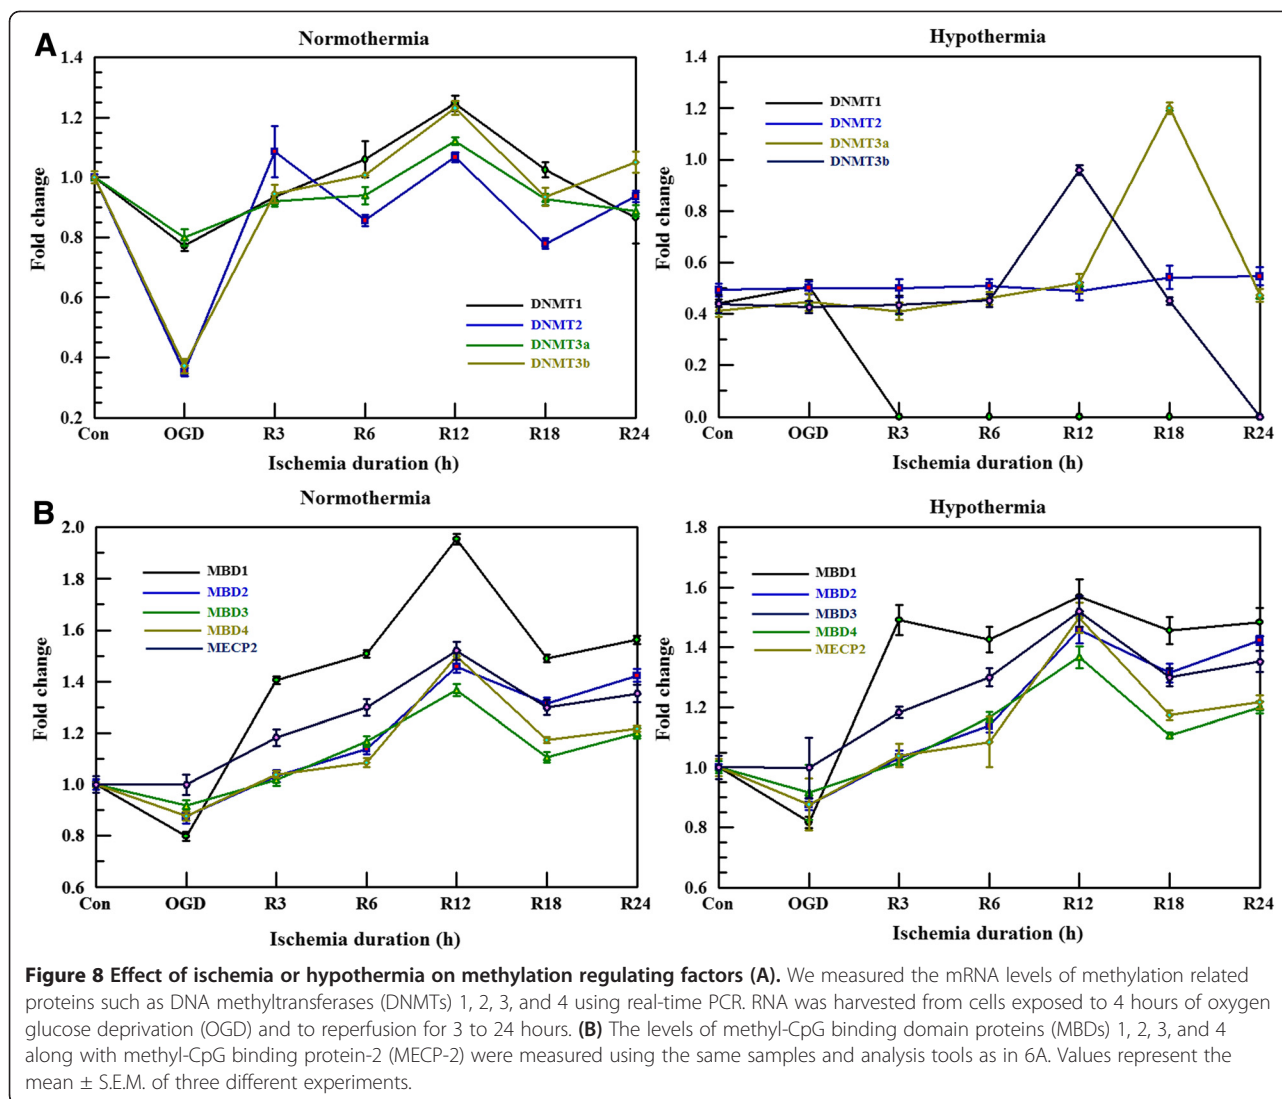 A
Normothermia
Fold change
1.4
1.2
1.0
0.8
0.6
0.4
0.2
DNMT1
DNMT2
DNMT3a
DNMT3b
Con OGD R3 R6 R12 R18 R24
Ischemia duration (h)
Hypothermia
Fold change
1.4
1.2
1.0
0.8
0.6
0.4
0.2
0.0
DNMT1
DNMT2
DNMT3a
DNMT3b
Con OGD R3 R6 R12 R18 R24
Ischemia duration (h)
B
Normothermia
Fold change
2.0
1.8
1.6
1.4
1.2
1.0
0.8
0.6
MBD1
MBD2
MBD3
MBD4
MECP2
Con OGD R3 R6 R12 R18 R24
Ischemia duration (h)
Hypothermia
Fold change
1.8
1.6
1.4
1.2
1.0
0.8
0.6
MBD1
MBD2
MBD3
MBD4
MECP2
Con OGD R3 R6 R12 R18 R24
Ischemia duration (h)
Figure 8 Effect of ischemia or hypothermia on methylation regulating factors (A). We measured the mRNA levels of methylation related
proteins such as DNA methyltransferases (DNMTs) 1, 2, 3, and 4 using real-time PCR. RNA was harvested from cells exposed to 4 hours of oxygen
glucose deprivation (OGD) and to reperfusion for 3 to 24 hours. (B) The levels of methyl-CpG binding domain proteins (MBDs) 1, 2, 3, and 4
along with methyl-CpG binding protein-2 (MECP-2) were measured using the same samples and analysis tools as in 6A. Values represent the
mean ± S.E.M. of three different experiments.